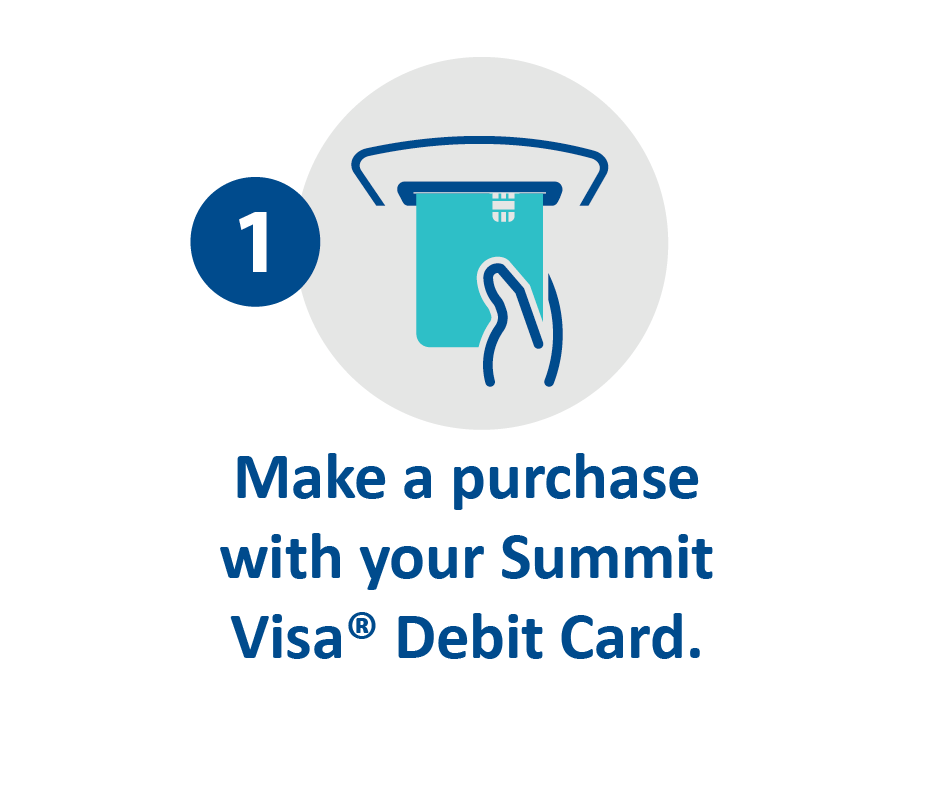 1
Make a purchase
with your Summit
Visa® Debit Card.